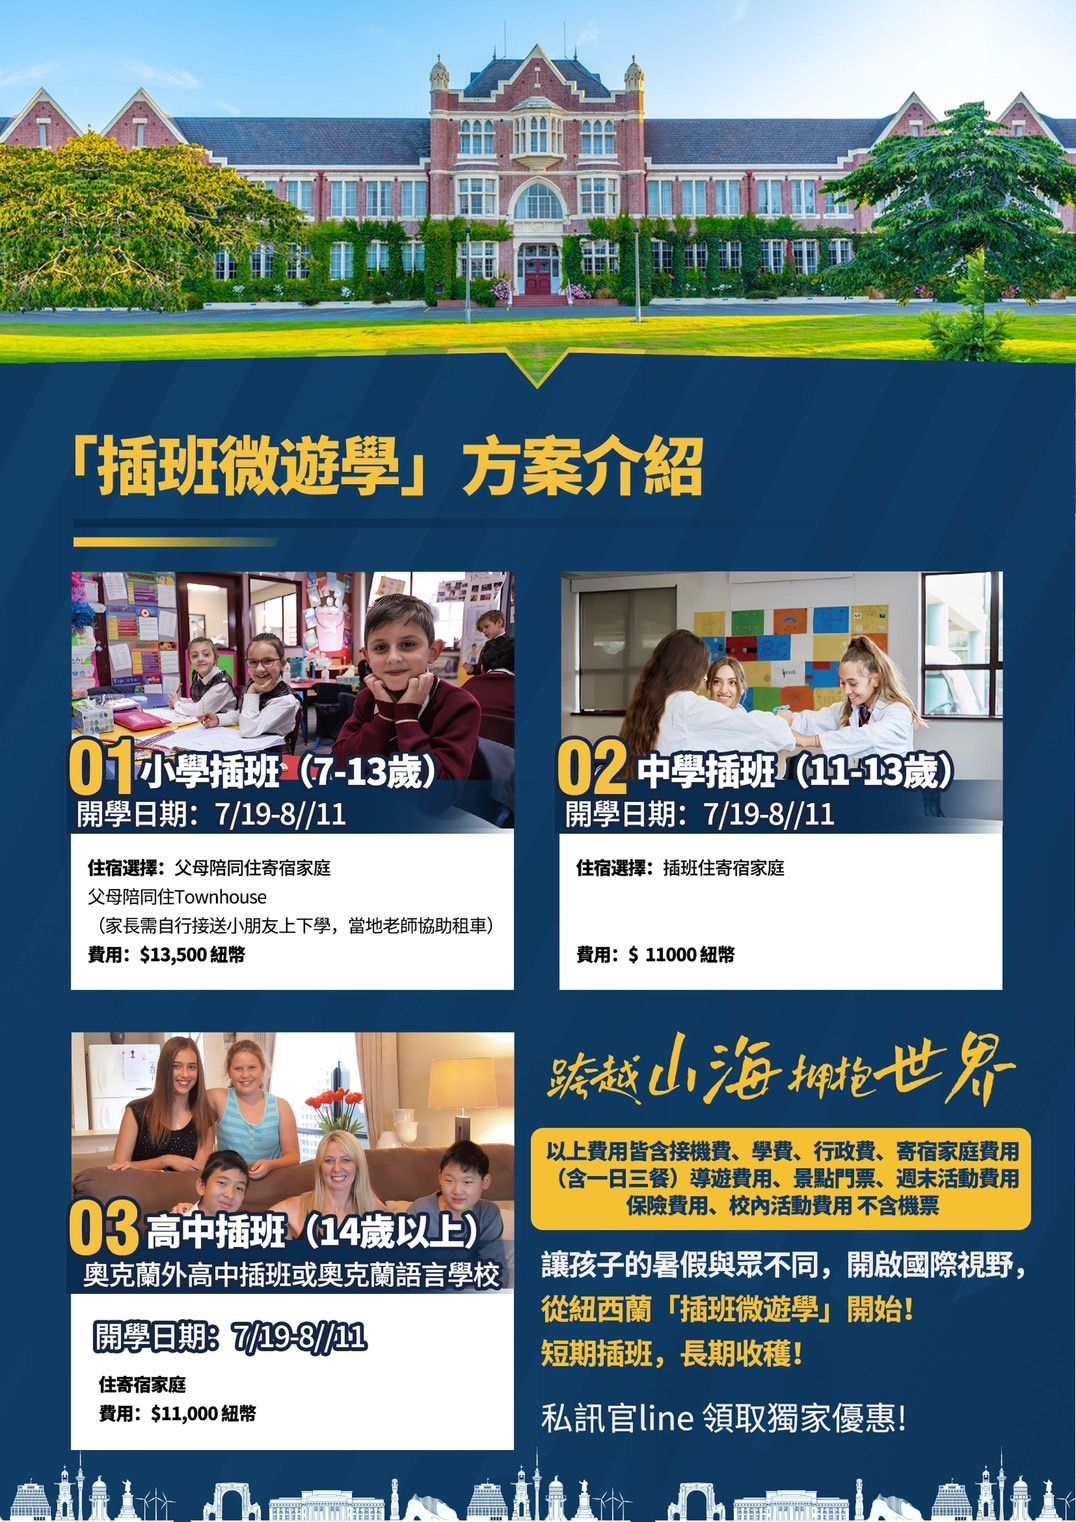 「插班微遊學」方案介紹
01 小學插班（7-13歲）
開學日期：7/19-8//11
住宿選擇：父母陪同住寄宿家庭
父母陪同住Townhouse
（家長需自行接送小朋友上下學，當地老師協助租車）
費用：$13,500 紐幣
02 中學插班（11-13歲）
開學日期：7/19-8//11
住宿選擇：插班住寄宿家庭
費用：$ 11000 紐幣
03 高中插班（14歲以上）
奧克蘭外高中插班或奧克蘭語言學校
開學日期：7/19-8//11
住寄宿家庭
費用：$11,000 紐幣
跨越山海擁抱世界
以上費用皆含接機費、學費、行政費、寄宿家庭費用
（含一日三餐）導遊費用、景點門票、週末活動費用
保險費用、校內活動費用 不含機票
讓孩子的暑假與眾不同，開啟國際視野，
從紐西蘭「插班微遊學」開始！
短期插班，長期收穫！
私訊官line 領取獨家優惠！